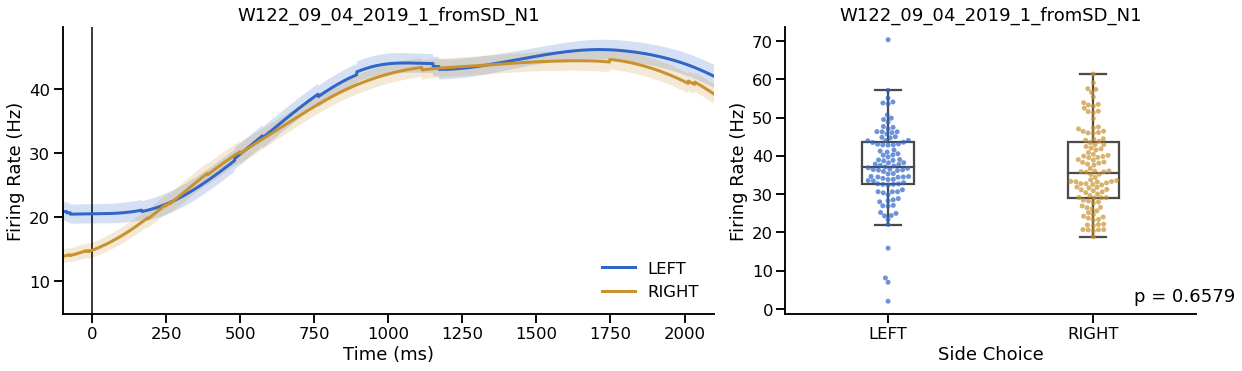 W122_09_04_2019_1_fromSD_N1
Firing Rate (Hz)
40
30
20
10
LEFT
RIGHT
0 250 500 750 1000 1250 1500 1750 2000
Time (ms)
W122_09_04_2019_1_fromSD_N1
Firing Rate (Hz)
70
60
50
40
30
20
10
0
p = 0.6579
LEFT RIGHT
Side Choice